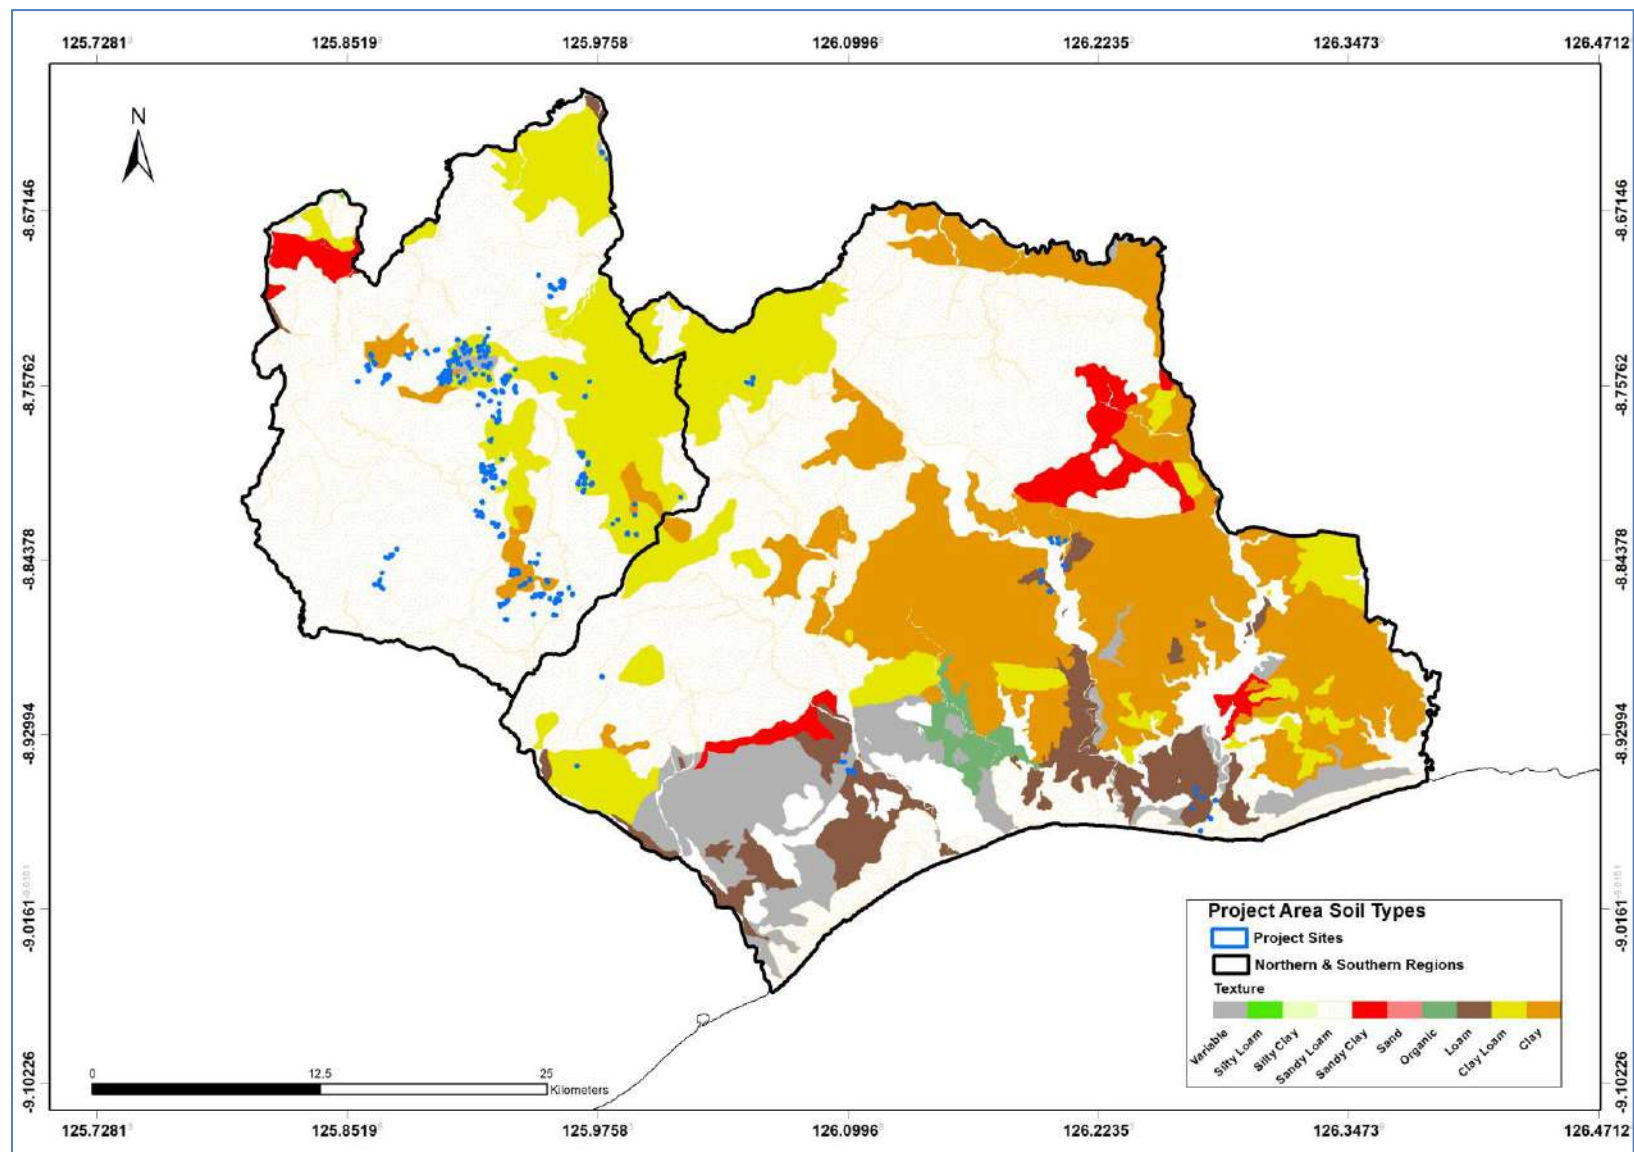 125.7281 125.8519 125.9758 126.0996 126.2235 126.3473 126.4712
N
-8.67146 -8.67146
-8.75762 -8.75762
-8.84378 -8.84378
-8.92994 -8.92994
-9.0161 -9.0161
-9.10226 -9.10226
Project Area Soil Types
Project Sites
Northern & Southern Regions
Texture
Variable
Silty Loam
Silty Clay
Sandy Loam
Sandy Clay
Sand
Organic
Loam
Clay Loam
Clay
0 12.5 25
Kilometers
125.7281 125.8519 125.9758 126.0996 126.2235 126.3473 126.4712